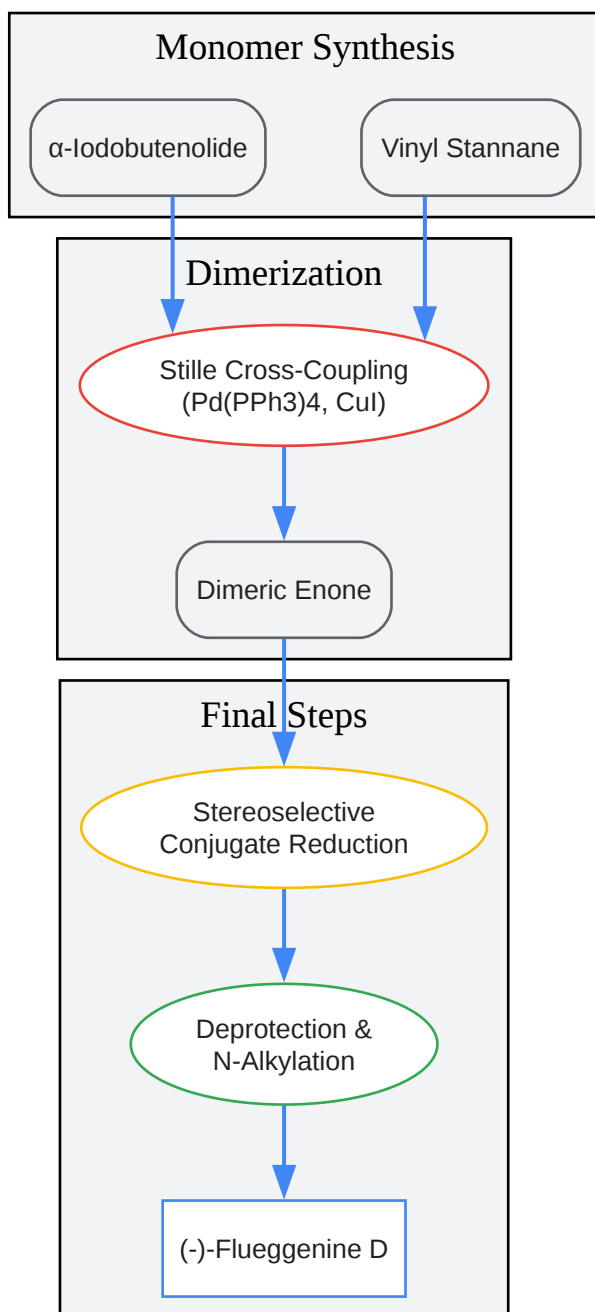 Monomer Synthesis
α-Iodobutenolide
Vinyl Stannane
Dimerization
Stille Cross-Coupling
(Pd(PPh3)4, CuI)
Dimeric Enone
Final Steps
Stereoselective
Conjugate Reduction
Deprotection &
N-Alkylation
(-)-Flueggenine D